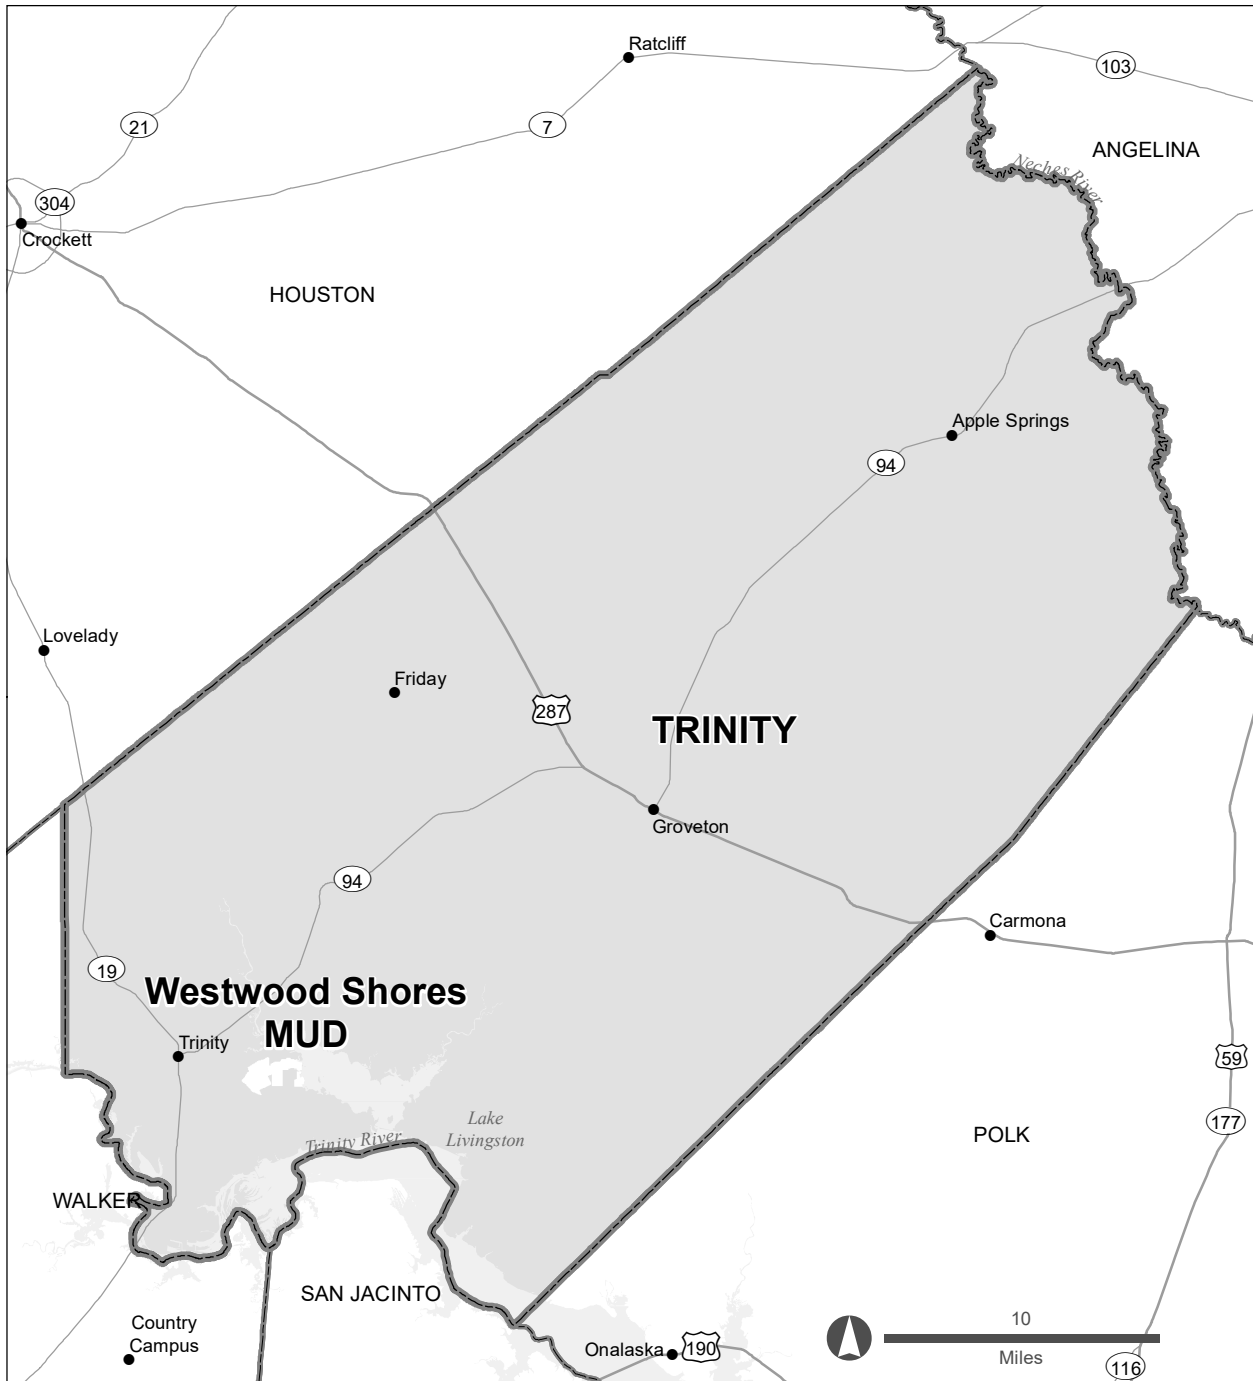 Ratcliff
103
21
7
ANGELINA
Neches River
304
Crockett
HOUSTON
Apple Springs
94
Lovelady
Friday
287
TRINITY
Groveton
94
Carmona
19
Westwood Shores
MUD
Trinity
59
Lake
Livingston
Trinity River
177
POLK
WALKER
SAN JACINTO
Country
Campus
Onalaska
190
10
Miles
116